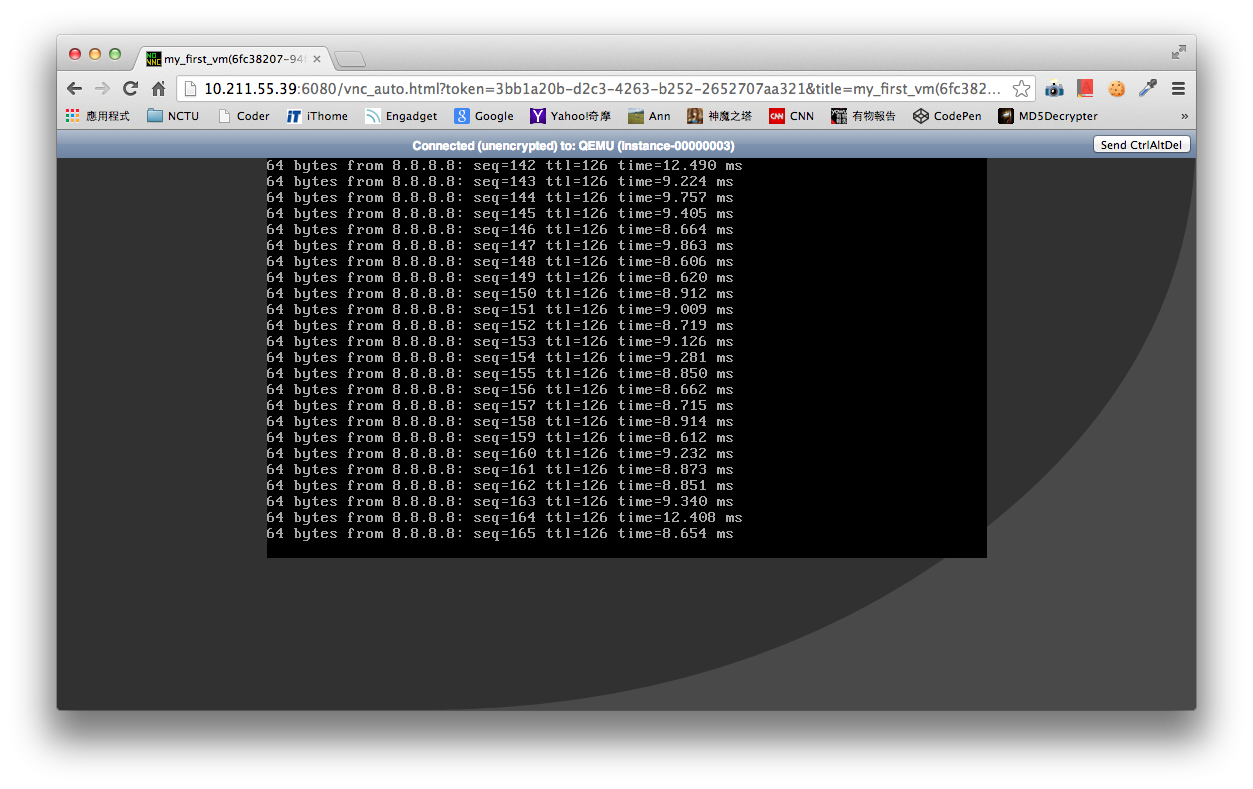 my_first_vm(6fc38207-94
10.211.55.39:6080/vnc_auto.html?token=3bb1a20b-d2c3-4263-b252-2652707aa321&title=my_first_vm(6fc382...
應用程式 NCTU Coder iThome Engadget Google Yahoo!奇摩 Ann 神魔之塔 CNN 有物報告 CodePen MD5Decrypter »
Connected (unencrypted) to: QEMU (instance-00000003) Send CtrlAltDel
64 bytes from 8.8.8.8: seq=142 ttl=126 time=12.490 ms
64 bytes from 8.8.8.8: seq=143 ttl=126 time=9.224 ms
64 bytes from 8.8.8.8: seq=144 ttl=126 time=9.757 ms
64 bytes from 8.8.8.8: seq=145 ttl=126 time=9.405 ms
64 bytes from 8.8.8.8: seq=146 ttl=126 time=8.664 ms
64 bytes from 8.8.8.8: seq=147 ttl=126 time=9.863 ms
64 bytes from 8.8.8.8: seq=148 ttl=126 time=8.606 ms
64 bytes from 8.8.8.8: seq=149 ttl=126 time=8.620 ms
64 bytes from 8.8.8.8: seq=150 ttl=126 time=8.912 ms
64 bytes from 8.8.8.8: seq=151 ttl=126 time=9.009 ms
64 bytes from 8.8.8.8: seq=152 ttl=126 time=8.719 ms
64 bytes from 8.8.8.8: seq=153 ttl=126 time=9.126 ms
64 bytes from 8.8.8.8: seq=154 ttl=126 time=9.281 ms
64 bytes from 8.8.8.8: seq=155 ttl=126 time=8.850 ms
64 bytes from 8.8.8.8: seq=156 ttl=126 time=8.662 ms
64 bytes from 8.8.8.8: seq=157 ttl=126 time=8.715 ms
64 bytes from 8.8.8.8: seq=158 ttl=126 time=8.914 ms
64 bytes from 8.8.8.8: seq=159 ttl=126 time=8.612 ms
64 bytes from 8.8.8.8: seq=160 ttl=126 time=9.232 ms
64 bytes from 8.8.8.8: seq=161 ttl=126 time=8.873 ms
64 bytes from 8.8.8.8: seq=162 ttl=126 time=8.851 ms
64 bytes from 8.8.8.8: seq=163 ttl=126 time=9.340 ms
64 bytes from 8.8.8.8: seq=164 ttl=126 time=12.408 ms
64 bytes from 8.8.8.8: seq=165 ttl=126 time=8.654 ms